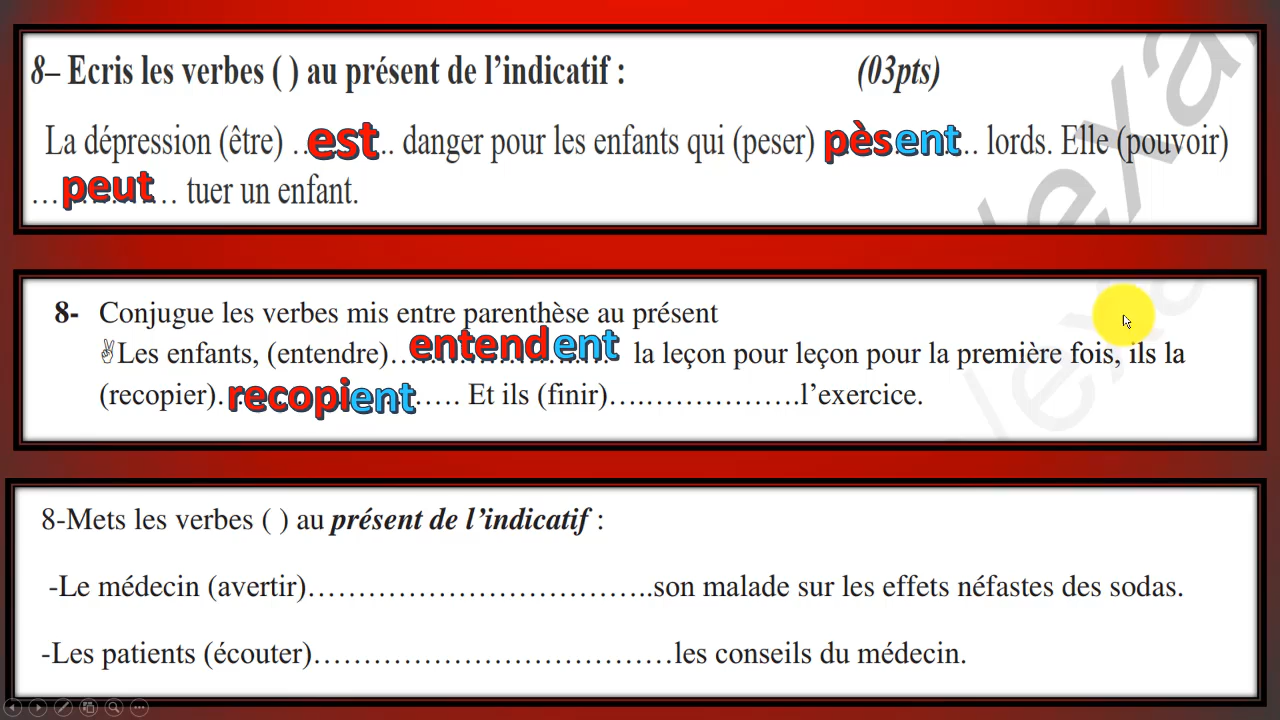 8– Ecris les verbes ( ) au présent de l’indicatif : (03pts)
La dépression (être) ..est.. danger pour les enfants qui (peser) pèsent.. lords. Elle (pouvoir)
...peut... tuer un enfant.
8- Conjugue les verbes mis entre parenthèse au présent
✌Les enfants, (entendre)..entendent la leçon pour leçon pour la première fois, ils la
(recopier).recopient..... Et ils (finir)….…………….l’exercice.
8-Mets les verbes ( ) au présent de l’indicatif :
-Le médecin (avertir)…………………………………..son malade sur les effets néfastes des sodas.
-Les patients (écouter)……………………………………les conseils du médecin.